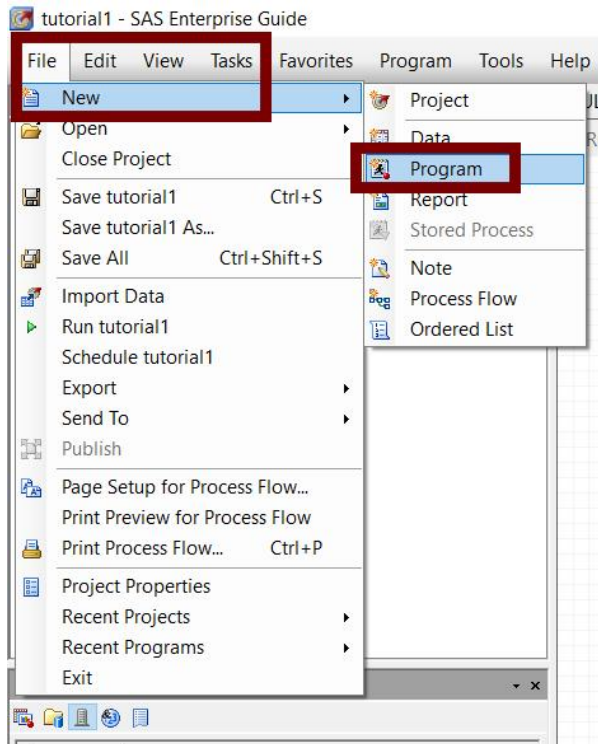 tutorial1 - SAS Enterprise Guide
File Edit View Tasks Favorites Program Tools Help
New
Open
Close Project
Save tutorial1 Ctrl+S
Save tutorial1 As...
Save All Ctrl+Shift+S
Import Data
Run tutorial1
Schedule tutorial1
Export
Send To
Publish
Page Setup for Process Flow...
Print Preview for Process Flow
Print Process Flow... Ctrl+P
Project Properties
Recent Projects
Recent Programs
Exit
Project
Data
Program
Report
Stored Process
Note
Process Flow
Ordered List